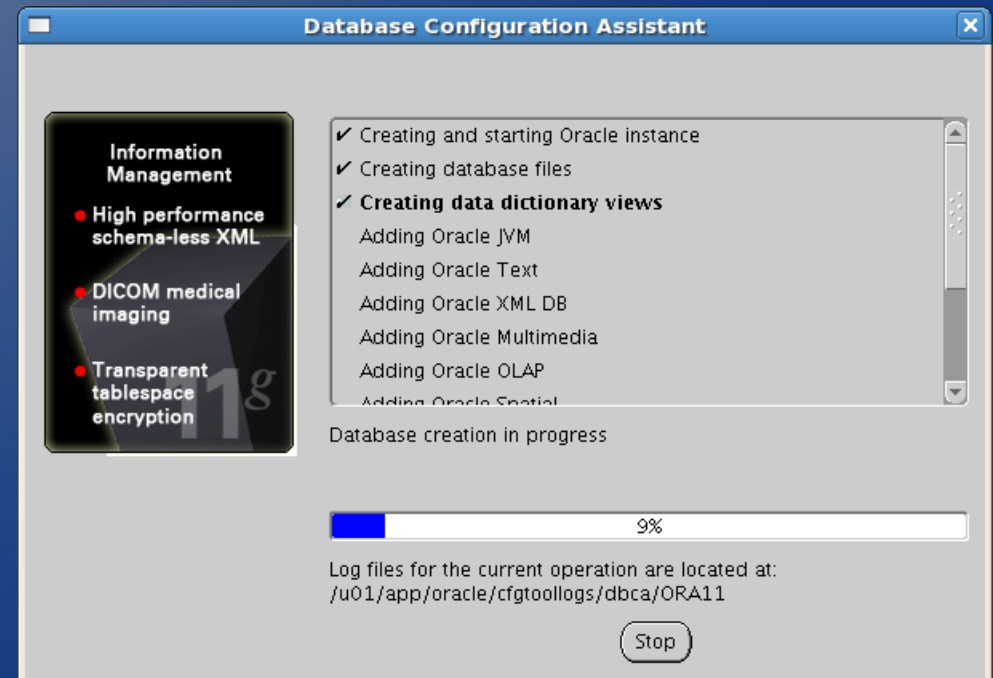 Database Configuration Assistant
Information
Management
High performance
schema-less XML
DICOM medical
imaging
Transparent
tablespace
encryption
11g
✔ Creating and starting Oracle instance
✔ Creating database files
✔ Creating data dictionary views
Adding Oracle JVM
Adding Oracle Text
Adding Oracle XML DB
Adding Oracle Multimedia
Adding Oracle OLAP
Adding Oracle Spatial
Database creation in progress
9%
Log files for the current operation are located at:
/u01/app/oracle/cfgtoollogs/dbca/ORA11
Stop